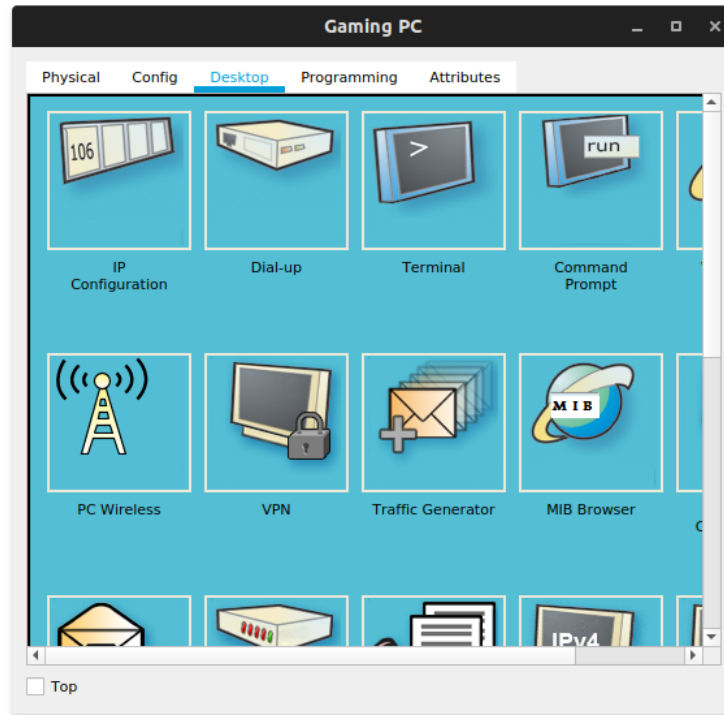 Gaming PC
Physical Config Desktop Programming Attributes
106
>
run
IP
Configuration
Dial-up
Terminal
Command
Prompt
MIB
PC Wireless
VPN
Traffic Generator
MIB Browser
IPv4
Top